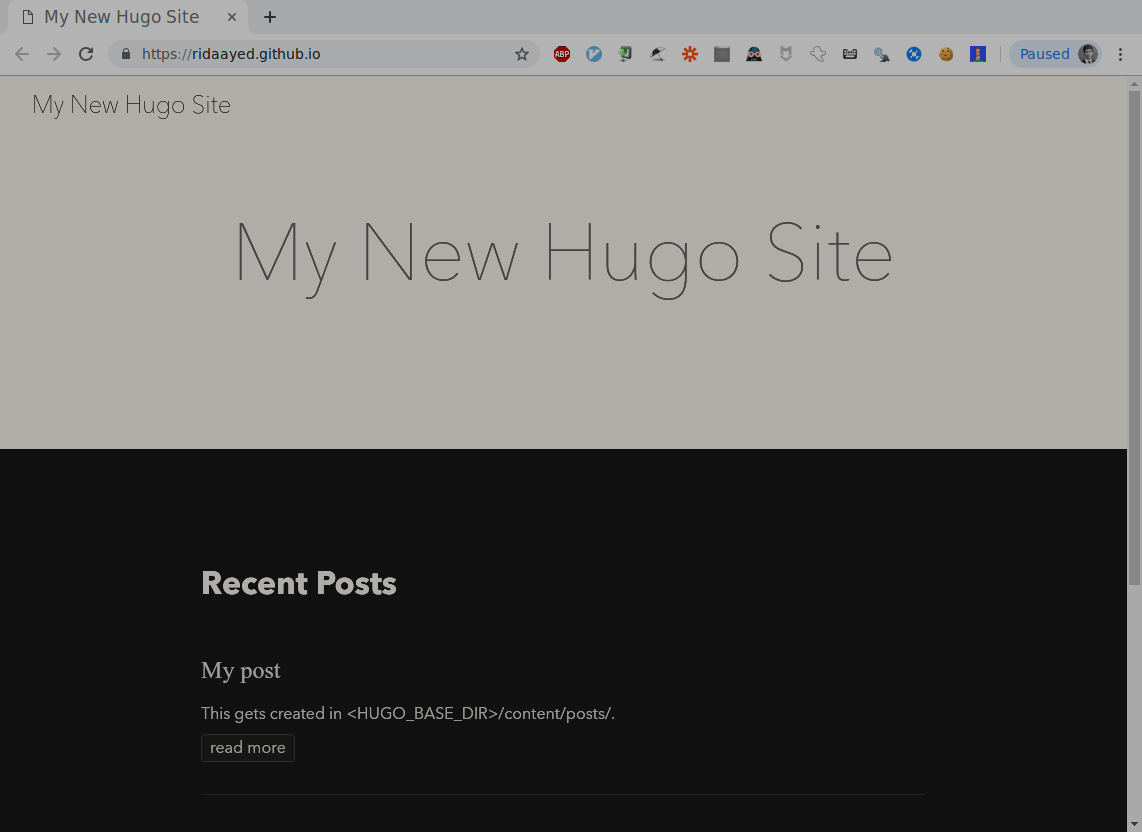 My New Hugo Site
https://ridaayed.github.io
ABP
Paused
My New Hugo Site
My New Hugo Site
Recent Posts
My post
This gets created in <HUGO_BASE_DIR>/content/posts/.
read more